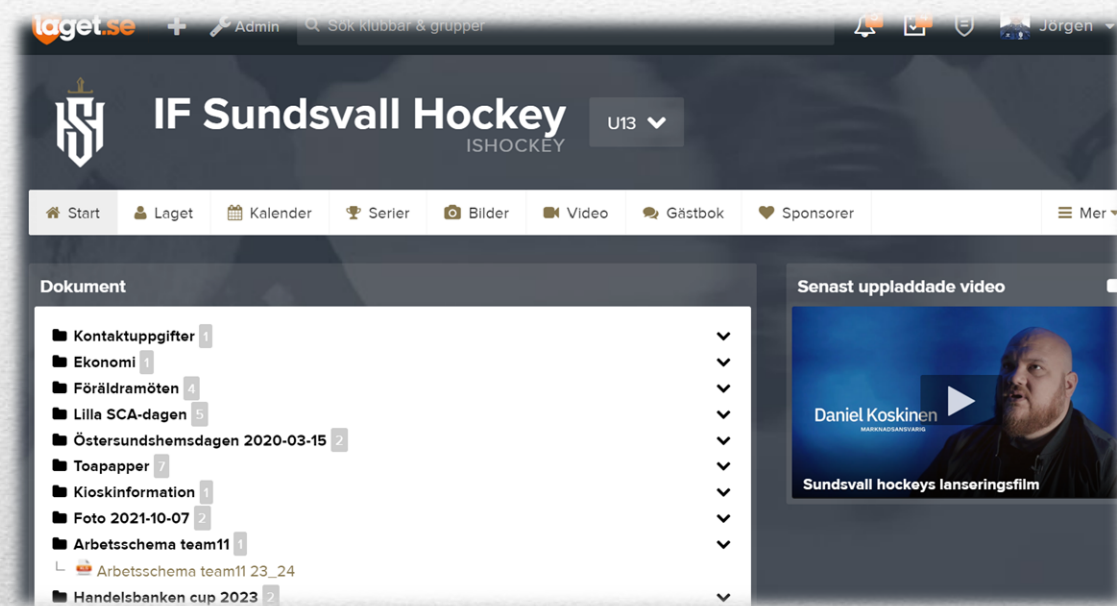 laget.se Admin Sök klubbar & grupper Jörgen
IF Sundsvall Hockey
ISHOCKEY
U13
Start Laget Kalender Serier Bilder Video Gästbok Sponsorer Mer
Dokument
Kontaktuppgifter 1
Ekonomi 1
Föräldramöten 4
Lilla SCA-dagen 5
Östersundshemsdagen 2020-03-15 2
Toapapper 7
Kioskinformation 1
Foto 2021-10-07 2
Arbetsschema team11 1
Arbetsschema team11 23_24
Handelsbanken cup 2023 2
Senast uppladdade video
Daniel Koskinen
MARKNADSANSVARIG
Sundsvall hockeys lanseringsfilm